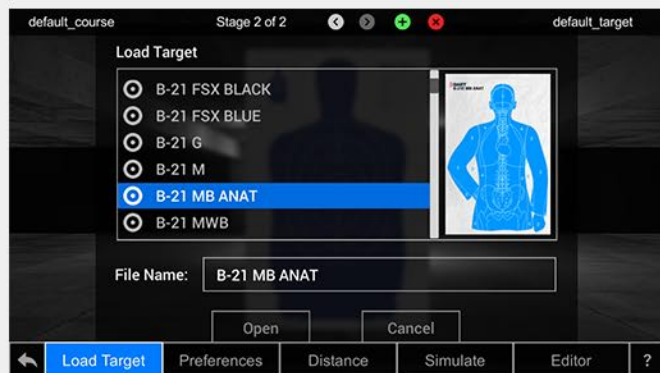 default_course Stage 2 of 2 default_target
Load Target
B-21 FSX BLACK
B-21 FSX BLUE
B-21 G
B-21 M
B-21 MB ANAT
B-21 MWB
File Name: B-21 MB ANAT
Open Cancel
Load Target Preferences Distance Simulate Editor ?